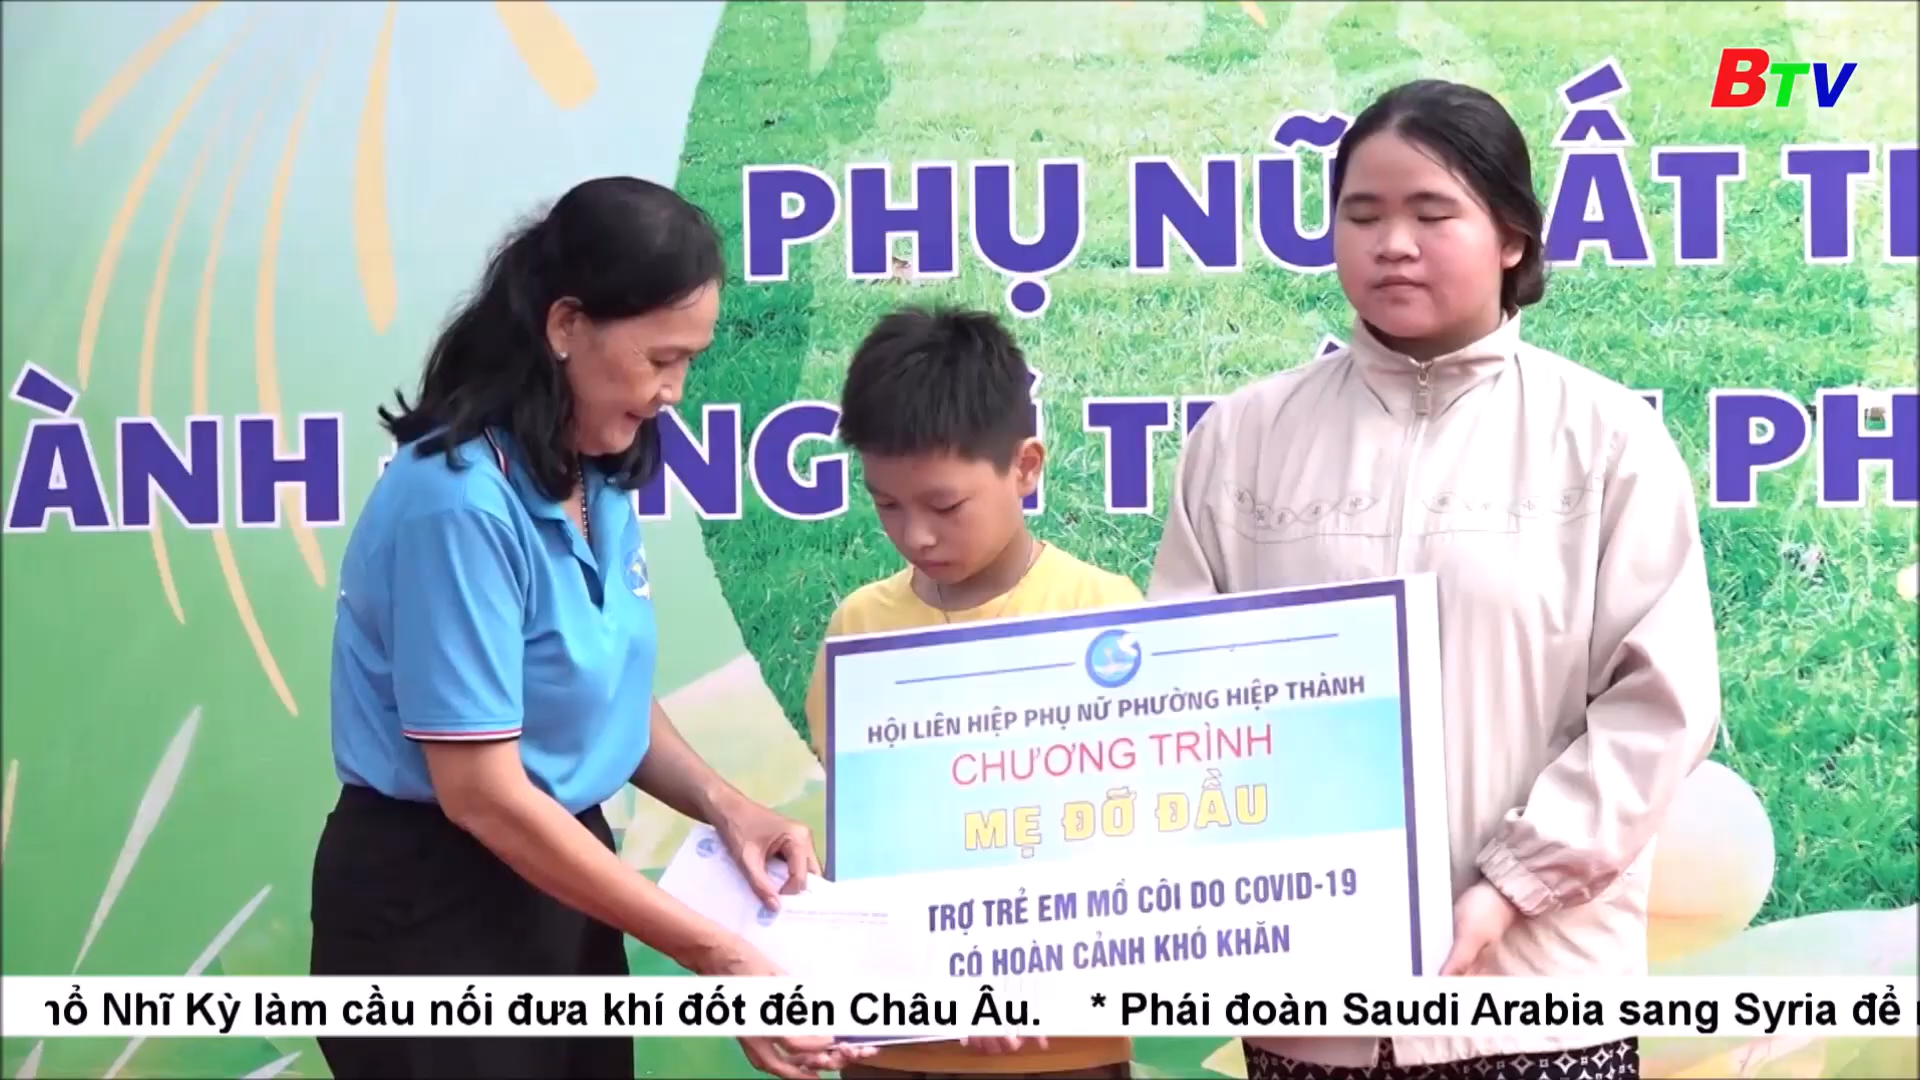 BTV
PHỤ NỮ ẤT
ÀNH NG
HỘI LIÊN HIỆP PHỤ NỮ PHƯỜNG HIỆP THÀNH
CHƯƠNG TRÌNH
MẸ ĐỠ ĐẦU
TRỢ TRẺ EM MỒ CÔI DO COVID-19
CÓ HOÀN CẢNH KHÓ KHĂN
Nhĩ Kỳ làm cầu nối đưa khí đốt đến Châu Âu. * Phái đoàn Saudi Arabia sang Syria để